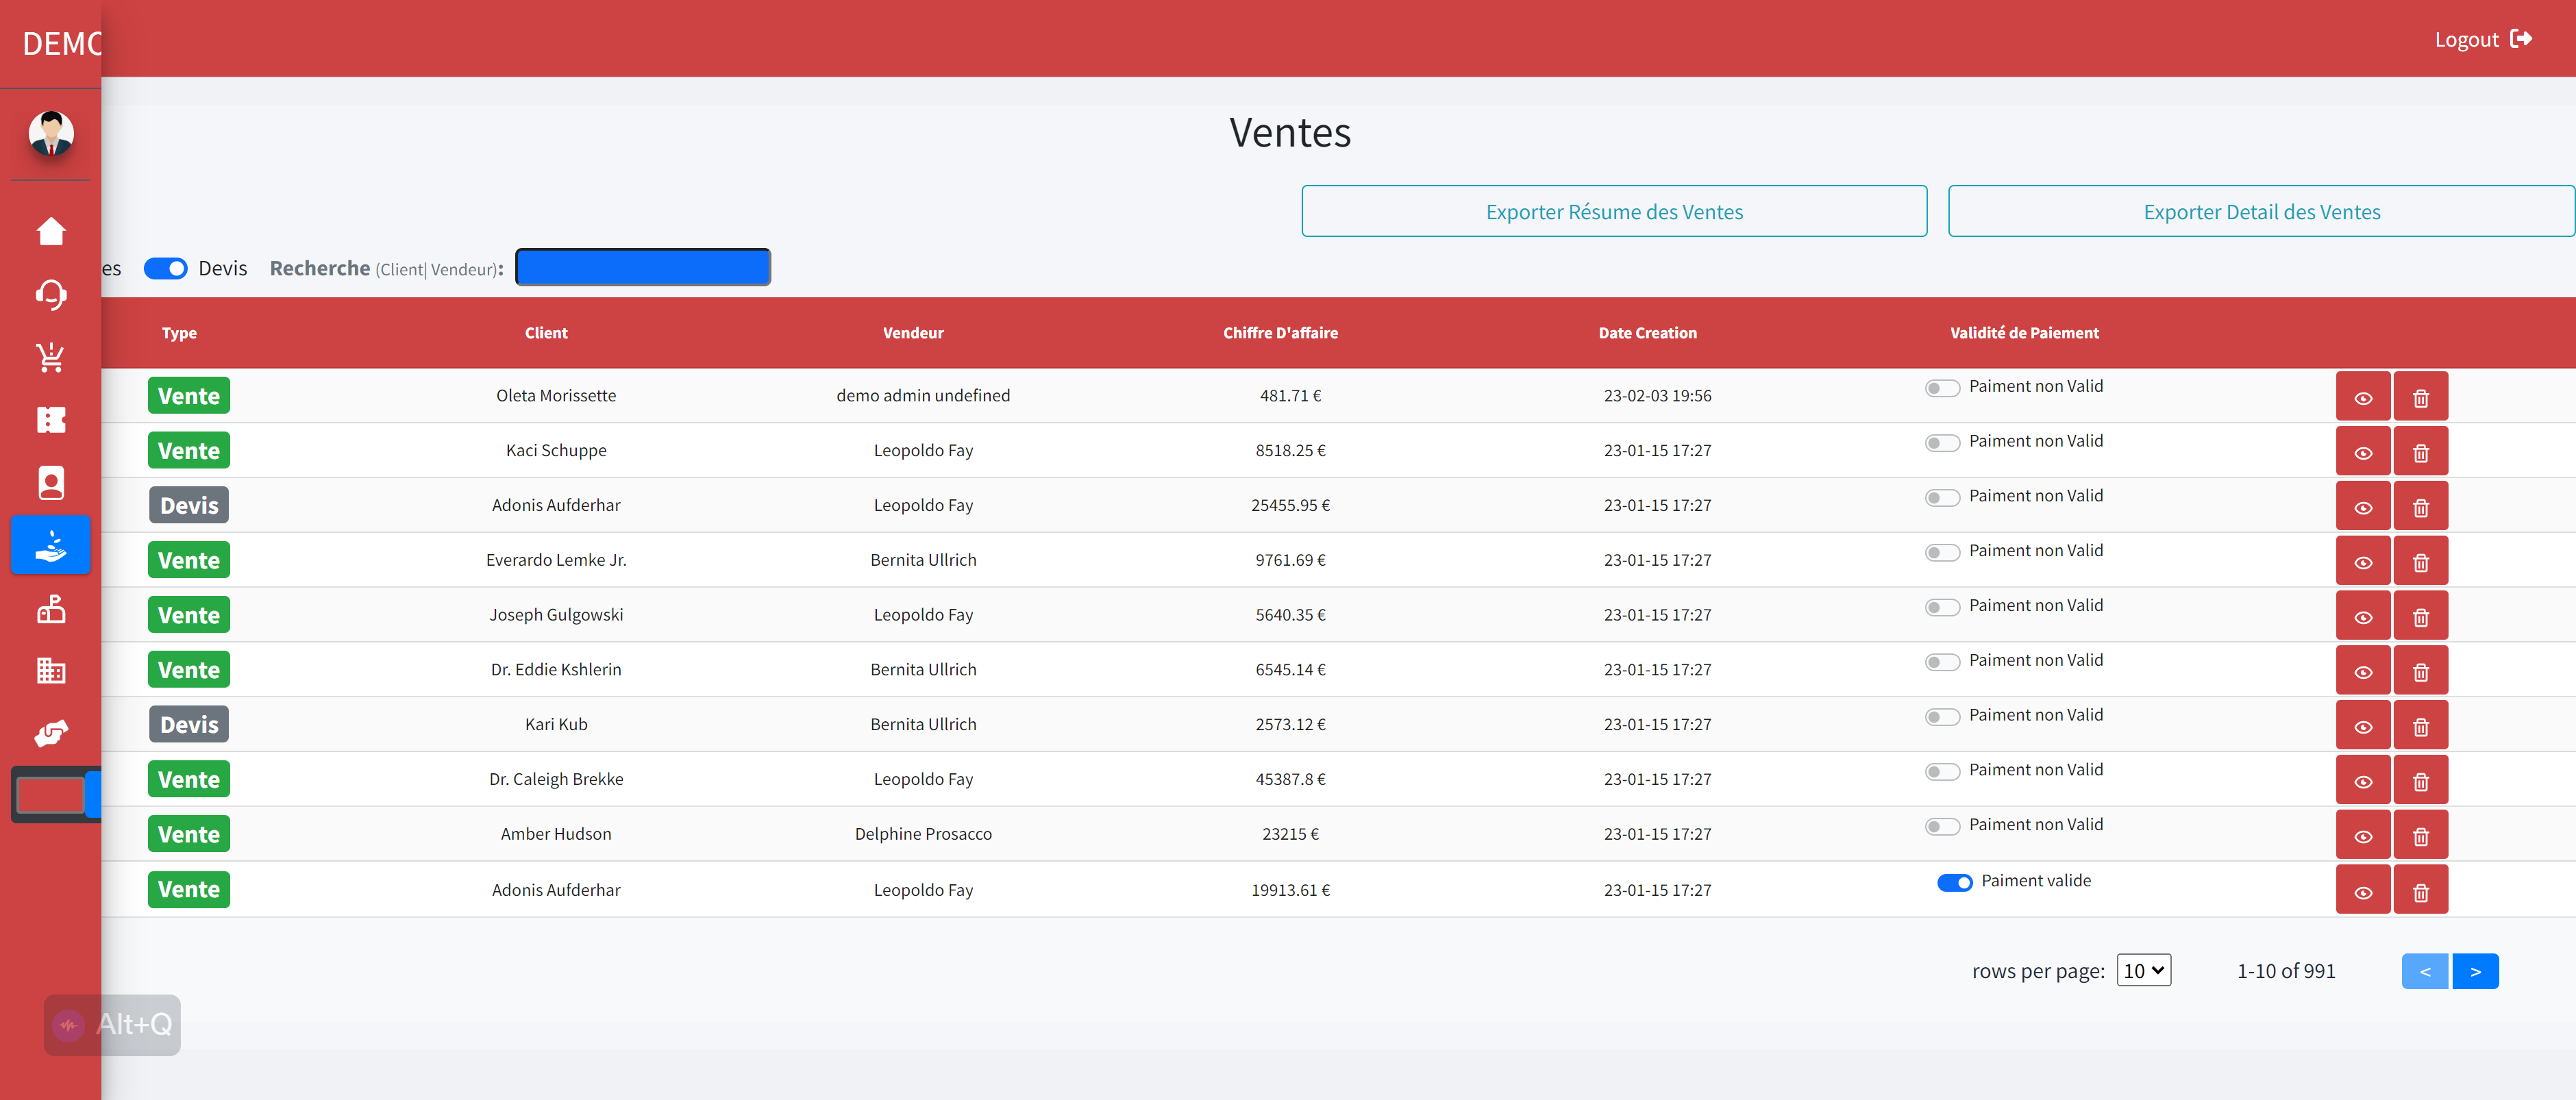 DEMO
Logout
Ventes
Exporter Résume des Ventes
Exporter Detail des Ventes
es Devis Recherche (Client| Vendeur):
Type Client Vendeur Chiffre D'affaire Date Creation Validité de Paiement
Vente Oleta Morissette demo admin undefined 481.71 € 23-02-03 19:56 Paiment non Valid
Vente Kaci Schuppe Leopoldo Fay 8518.25 € 23-01-15 17:27 Paiment non Valid
Devis Adonis Aufderhar Leopoldo Fay 25455.95 € 23-01-15 17:27 Paiment non Valid
Vente Everardo Lemke Jr. Bernita Ullrich 9761.69 € 23-01-15 17:27 Paiment non Valid
Vente Joseph Gulgowski Leopoldo Fay 5640.35 € 23-01-15 17:27 Paiment non Valid
Vente Dr. Eddie Kshlerin Bernita Ullrich 6545.14 € 23-01-15 17:27 Paiment non Valid
Devis Kari Kub Bernita Ullrich 2573.12 € 23-01-15 17:27 Paiment non Valid
Vente Dr. Caleigh Brekke Leopoldo Fay 45387.8 € 23-01-15 17:27 Paiment non Valid
Vente Amber Hudson Delphine Prosacco 23215 € 23-01-15 17:27 Paiment non Valid
Vente Adonis Aufderhar Leopoldo Fay 19913.61 € 23-01-15 17:27 Paiment valide
rows per page: 10 1-10 of 991 < >
Alt+Q